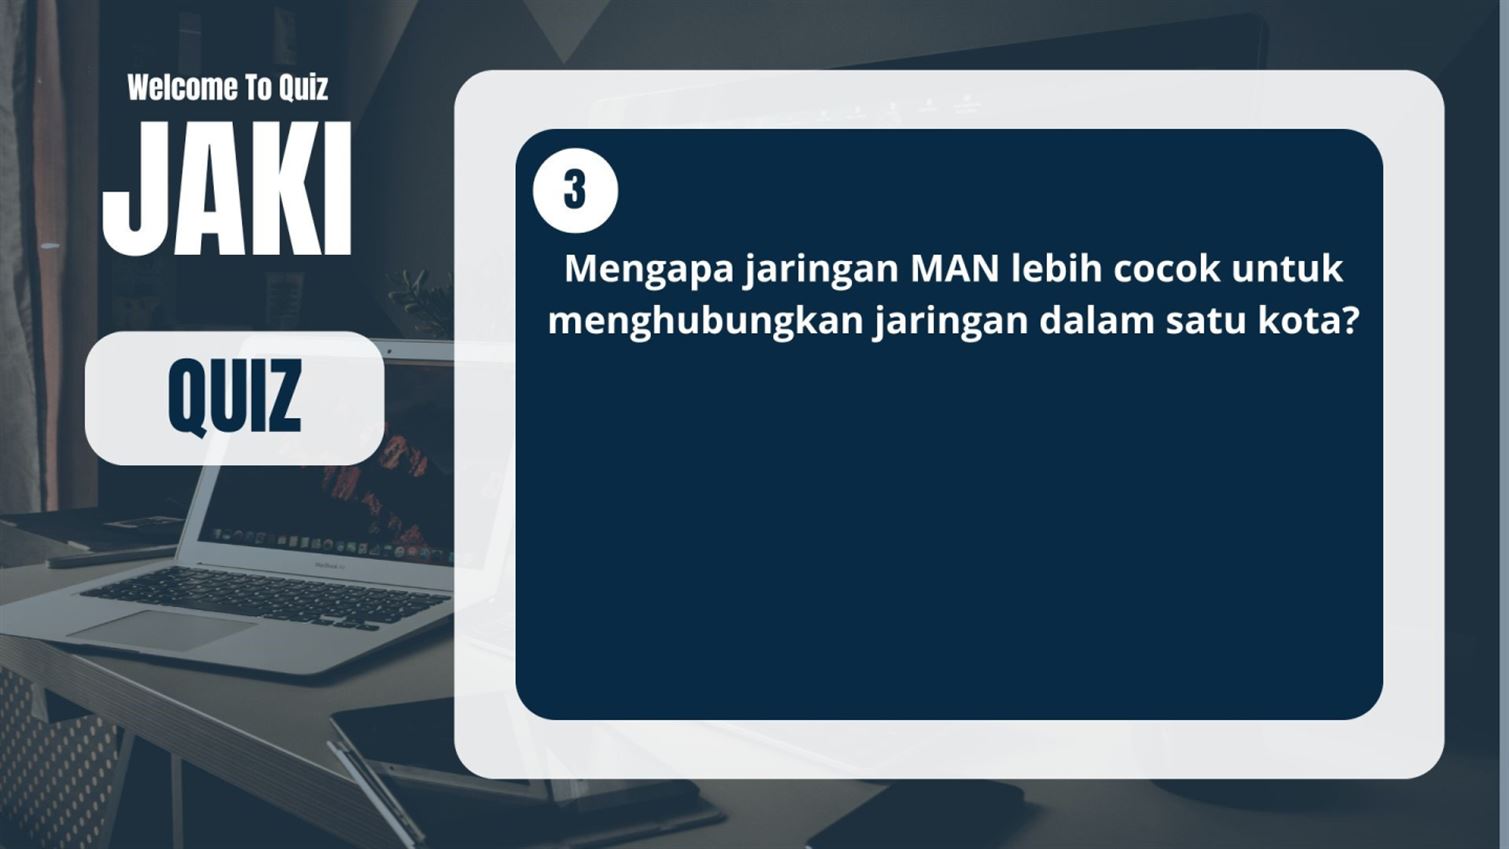 Welcome To Quiz
JAKI
QUIZ
3
Mengapa jaringan MAN lebih cocok untuk
menghubungkan jaringan dalam satu kota?